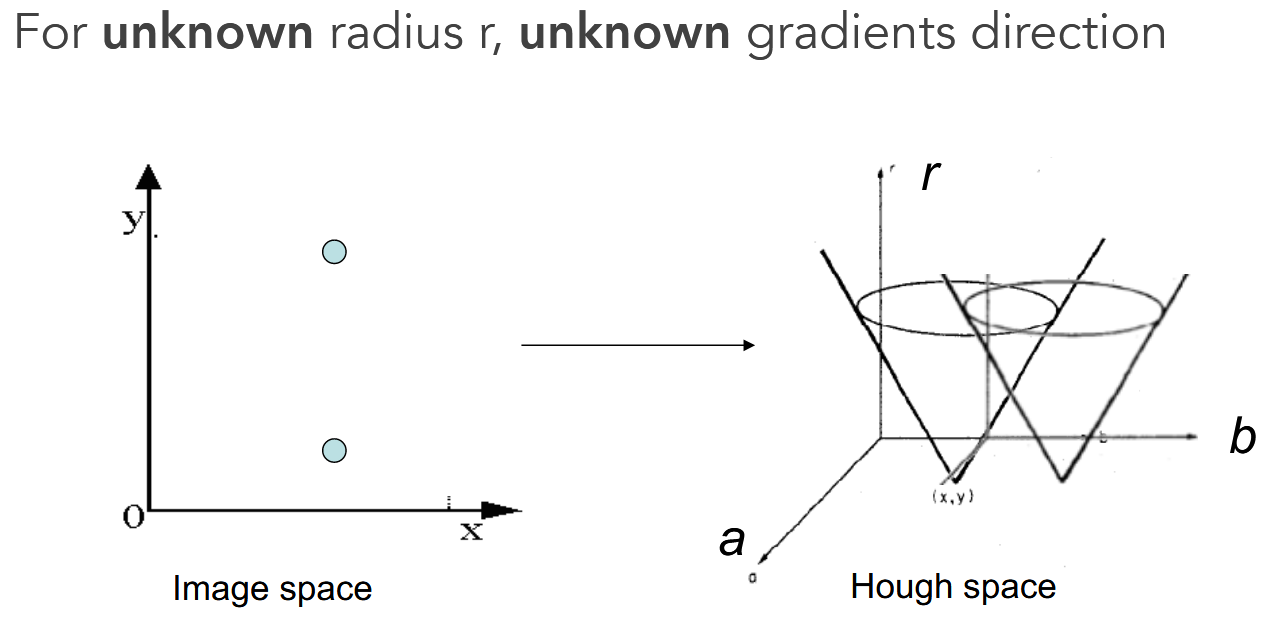 For unknown radius r, unknown gradients direction
y
0
x
Image space
r
r
b
b
(x,y)
a
a
Hough space